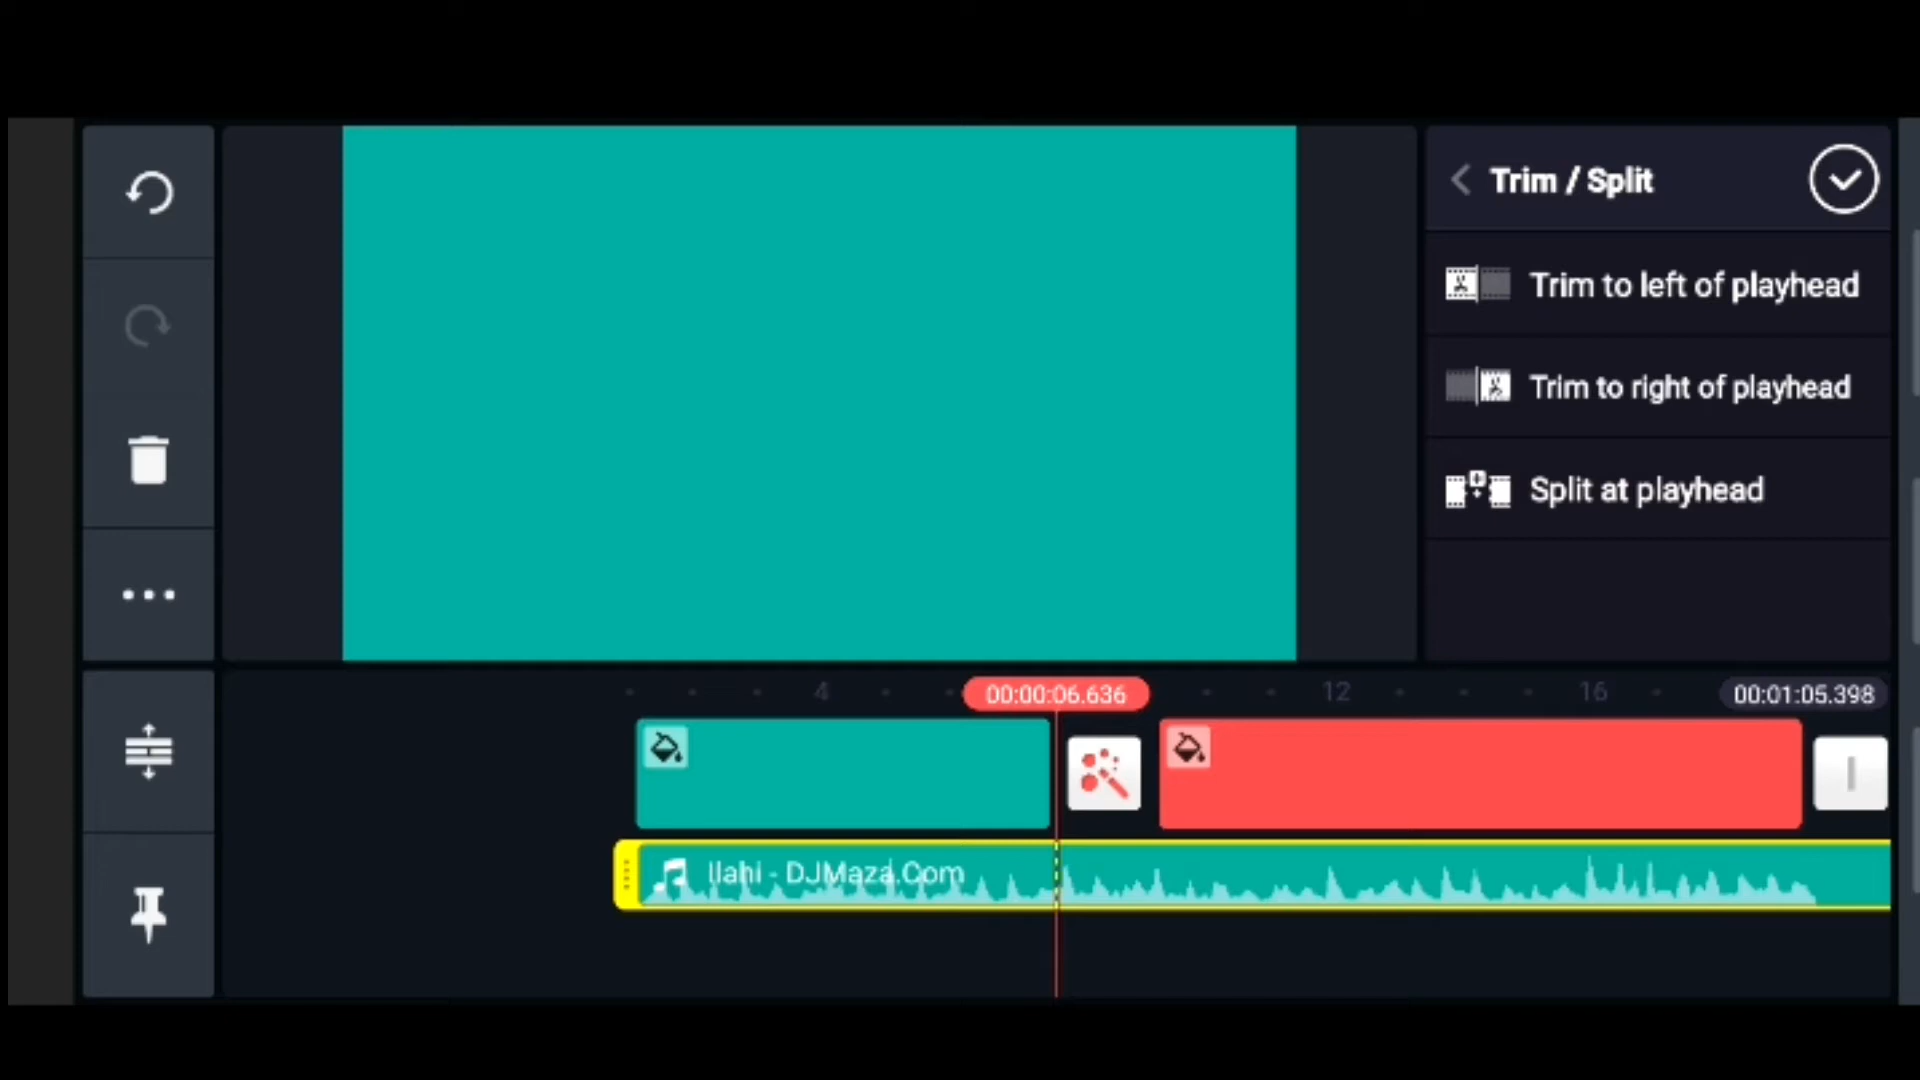 Trim / Split
Trim to left of playhead
Trim to right of playhead
Split at playhead
4
00:00:06.636
12
16
00:01:05.398
Ilahi - DJMaza.Com